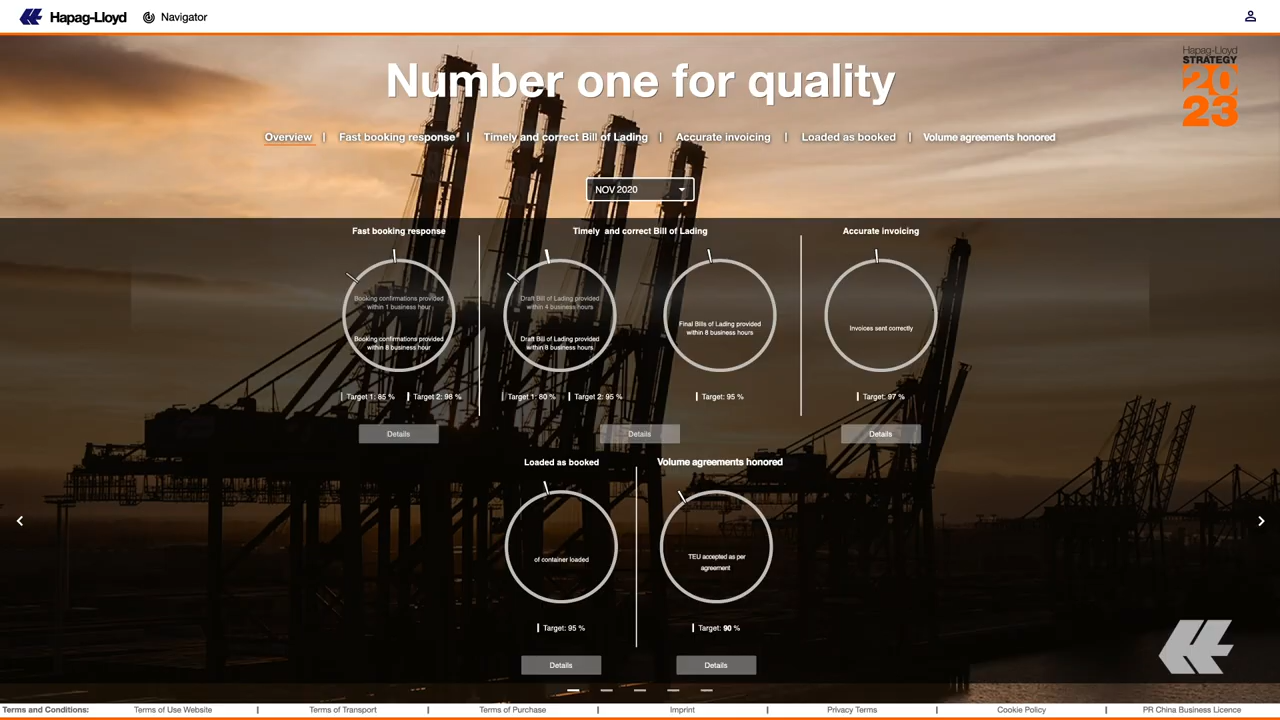 Hapag-Lloyd Navigator
Hapag-Lloyd
STRATEGY
20
23
Number one for quality
Overview | Fast booking response | Timely and correct Bill of Lading | Accurate invoicing | Loaded as booked | Volume agreements honored
NOV 2020
Fast booking response
Timely and correct Bill of Lading
Accurate invoicing
Booking confirmations provided
within 1 business hour
Booking confirmations provided
within 8 business hour
Draft Bill of Lading provided
within 4 business hours
Draft Bill of Lading provided
within 8 business hours
Final Bills of Lading provided
within 8 business hours
Invoices sent correctly
Target 1: 85 % Target 2: 98 %
Target 1: 80 % Target 2: 95 %
Target: 95 %
Target: 97 %
Details
Details
Details
Loaded as booked
Volume agreements honored
of container loaded
TEU accepted as per
agreement
Target: 95 %
Target: 90 %
Details
Details
Terms and Conditions: Terms of Use Website | Terms of Transport | Terms of Purchase | Imprint | Privacy Terms | Cookie Policy | PR China Business Licence